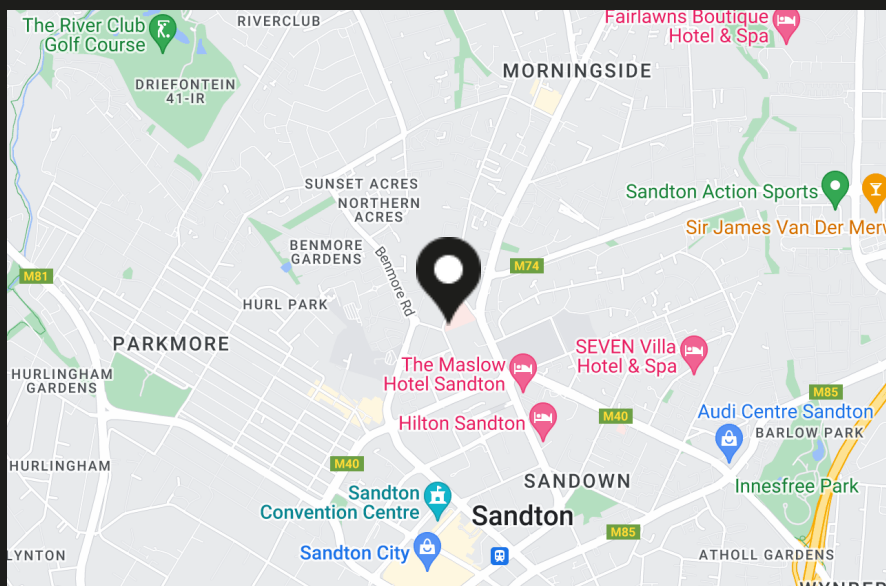 The River Club
Golf Course
RIVERCLUB
Fairlawns Boutique
Hotel & Spa
MORNINGSIDE
DRIEFONTEIN
41-IR
SUNSET ACRES
NORTHERN
ACRES
Sandton Action Sports
Sir James Van Der Merw
BENMORE
GARDENS
Benmore Rd
M74
M81
HURL PARK
PARKMORE
SEVEN Villa
Hotel & Spa
The Maslow
Hotel Sandton
HURLINGHAM
GARDENS
M85
M40
Hilton Sandton
Audi Centre Sandton
BARLOW PARK
HURLINGHAM
M40
SANDOWN
Innesfree Park
Sandton
Convention Centre
Sandton
M85
Sandton City
LYNTON
ATHOLL GARDENS
WYNBER